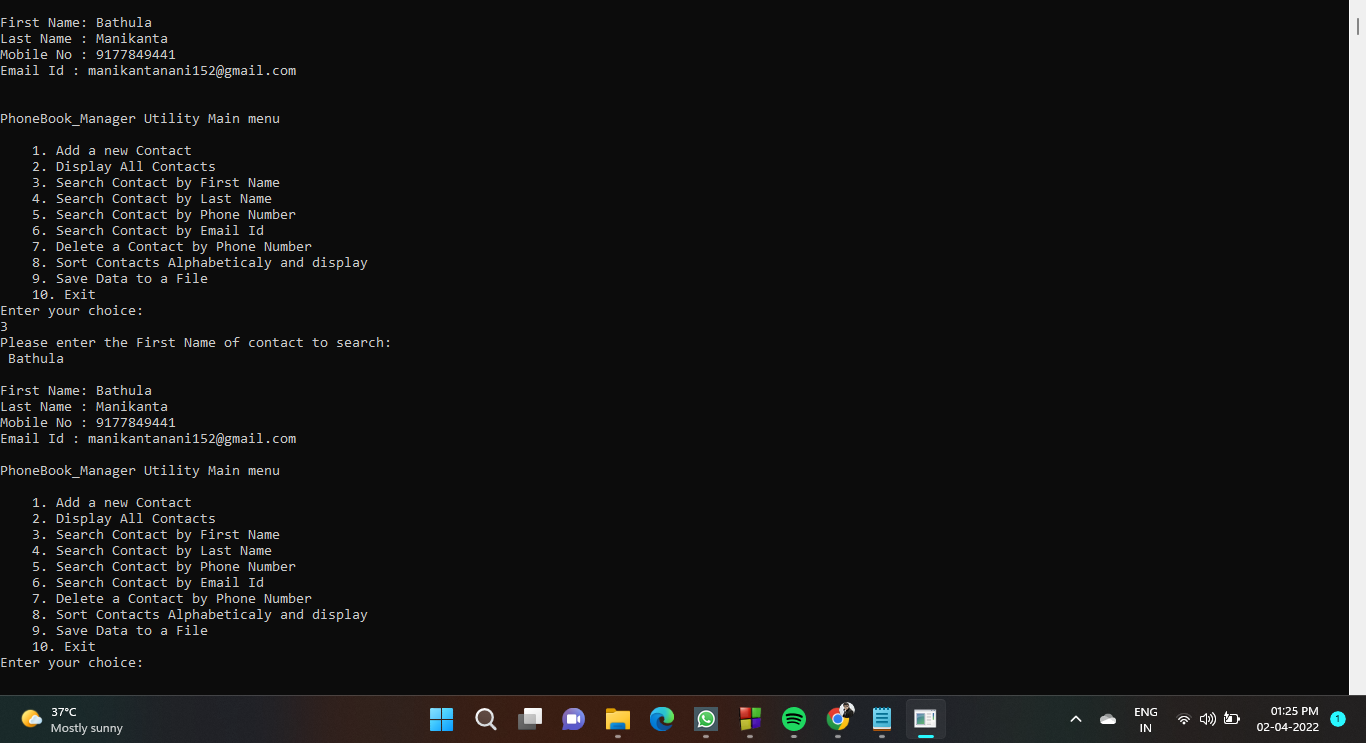 First Name: Bathula
Last Name : Manikanta
Mobile No : 9177849441
Email Id : manikantanani152@gmail.com
PhoneBook_Manager Utility Main menu
1. Add a new Contact
2. Display All Contacts
3. Search Contact by First Name
4. Search Contact by Last Name
5. Search Contact by Phone Number
6. Search Contact by Email Id
7. Delete a Contact by Phone Number
8. Sort Contacts Alphabeticaly and display
9. Save Data to a File
10. Exit
Enter your choice:
3
Please enter the First Name of contact to search:
Bathula
First Name: Bathula
Last Name : Manikanta
Mobile No : 9177849441
Email Id : manikantanani152@gmail.com
PhoneBook_Manager Utility Main menu
1. Add a new Contact
2. Display All Contacts
3. Search Contact by First Name
4. Search Contact by Last Name
5. Search Contact by Phone Number
6. Search Contact by Email Id
7. Delete a Contact by Phone Number
8. Sort Contacts Alphabeticaly and display
9. Save Data to a File
10. Exit
Enter your choice:
37°C
Mostly sunny
ENG
IN
01:25 PM
02-04-2022
1